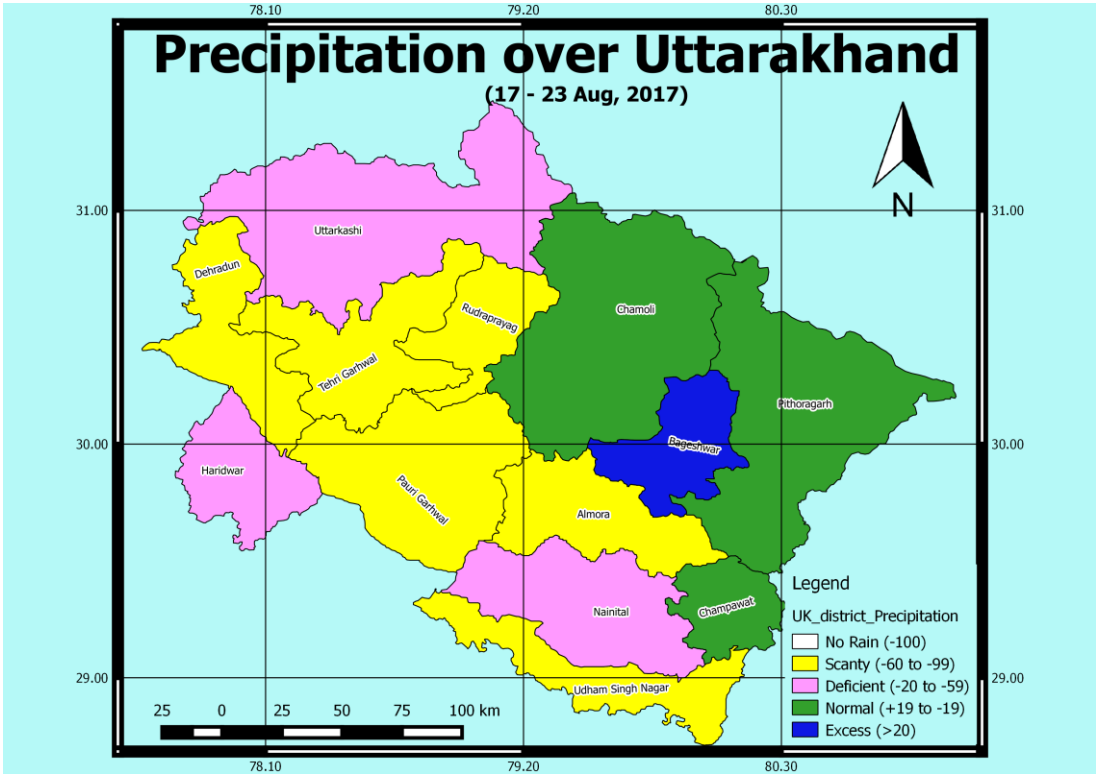 78.10 79.20 80.30
Precipitation over Uttarakhand
(17 - 23 Aug, 2017)
N
31.00 31.00
Uttarkashi
Dehradun
Rudraprayag
Chamoli
Tehri Garhwal
Pithoragarh
30.00 30.00
Bageshwar
Haridwar
Pauri Garhwal
Almora
Nainital
Champawat
Udham Singh Nagar
29.00 29.00
Legend
UK_district_Precipitation
No Rain (-100)
Scanty (-60 to -99)
Deficient (-20 to -59)
Normal (+19 to -19)
Excess (>20)
25 0 25 50 75 100 km
78.10 79.20 80.30